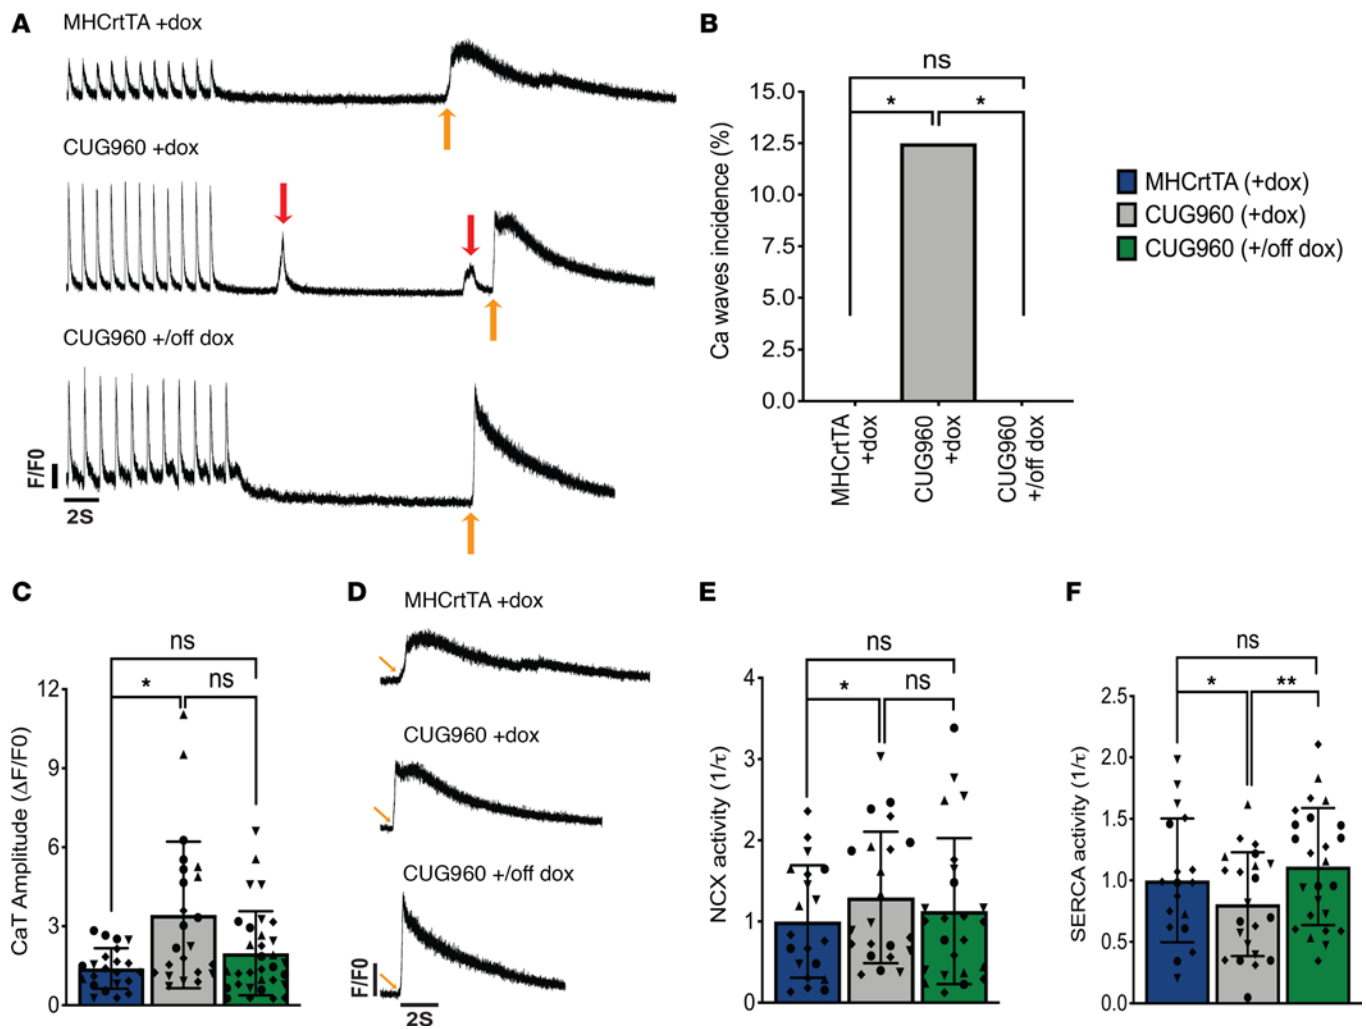 A
MHCrtTA +dox
CUG960 +dox
CUG960 +/off dox
F/F0
2S
B
ns
* *
Ca waves incidence (%)
15.0
12.5
10.0
7.5
5.0
2.5
0.0
MHCrtTA +dox
CUG960 +dox
CUG960 +/off dox
MHCrtTA (+dox)
CUG960 (+dox)
CUG960 (+/off dox)
C
ns
* ns
CaT Amplitude (ΔF/F0)
12
9
6
3
0
D
MHCrtTA +dox
CUG960 +dox
CUG960 +/off dox
F/F0
2S
E
ns
* ns
NCX activity (1/τ)
4
3
2
1
0
F
ns
* **
SERCA activity (1/τ)
2.5
2.0
1.5
1.0
0.5
0.0